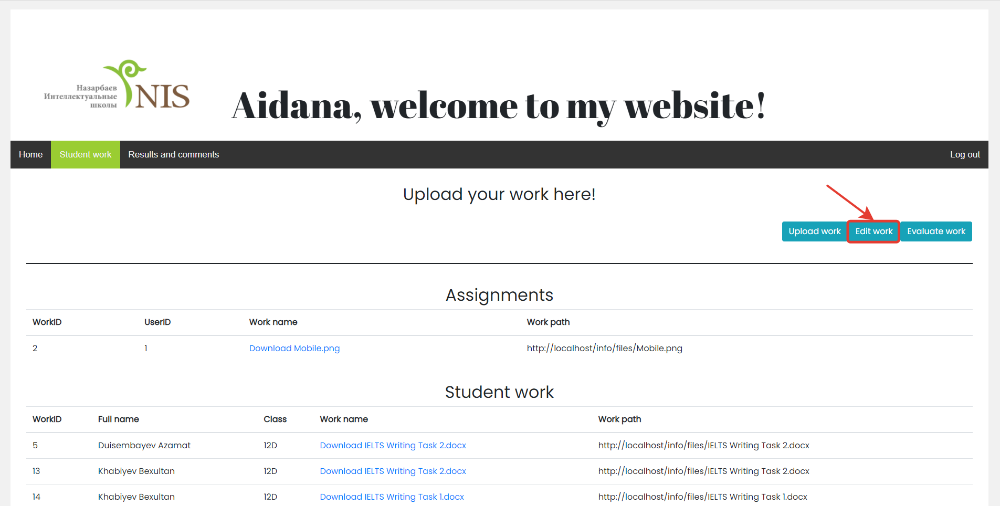 Назарбаев
Интеллектуальные
школы
NIS
Aidana, welcome to my website!
Home Student work Results and comments Log out
Upload your work here!
Upload work Edit work Evaluate work
Assignments
WorkID UserID Work name Work path
2 1 Download Mobile.png http://localhost/info/files/Mobile.png
Student work
WorkID Full name Class Work name Work path
5 Duisembayev Azamat 12D Download IELTS Writing Task 2.docx http://localhost/info/files/IELTS Writing Task 2.docx
13 Khabiyev Bexultan 12D Download IELTS Writing Task 2.docx http://localhost/info/files/IELTS Writing Task 2.docx
14 Khabiyev Bexultan 12D Download IELTS Writing Task 1.docx http://localhost/info/files/IELTS Writing Task 1.docx